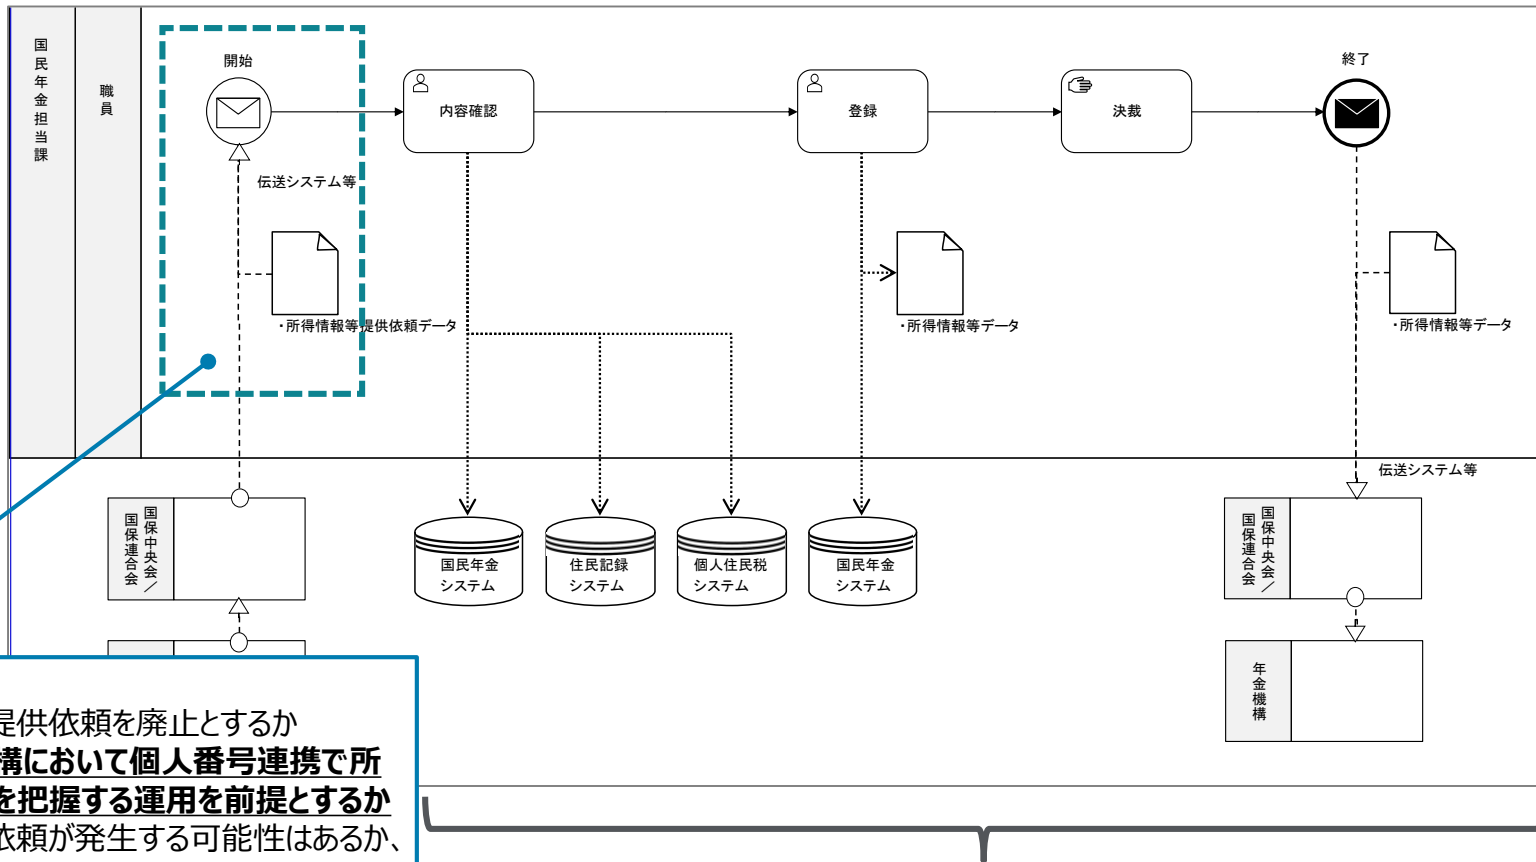 国民年金担当課
職員
開始
内容確認
登録
決裁
終了
伝送システム等
・所得情報等提供依頼データ
・所得情報等データ
・所得情報等データ
伝送システム等
国保中央会／
国保連合会
国民年金
システム
住民記録
システム
個人住民税
システム
国民年金
システム
国保中央会／
国保連合会
年金機構
提供依頼を廃止とするか
構において個人番号連携で所
を把握する運用を前提とするか
依頼が発生する可能性はあるか、